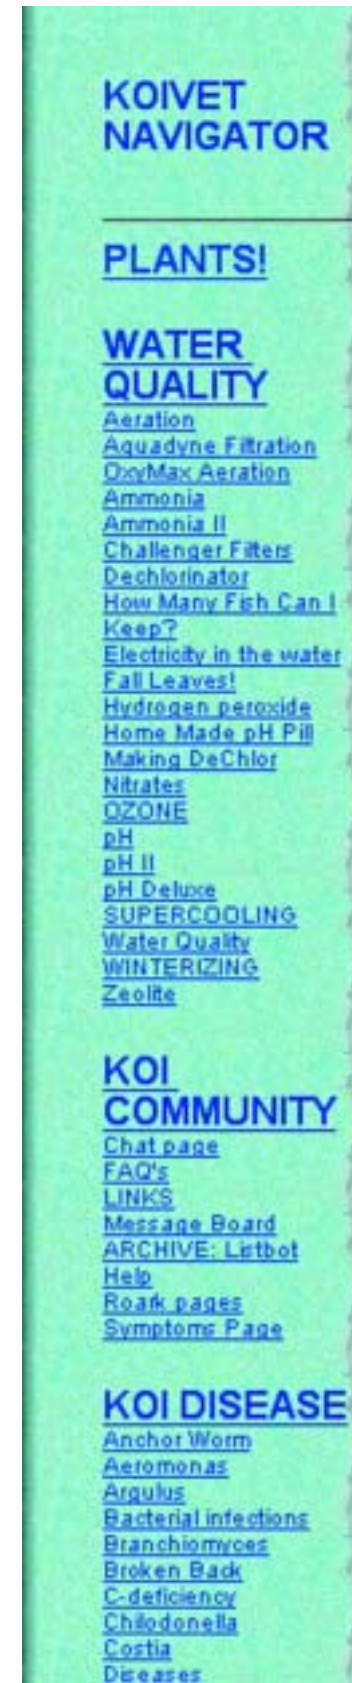 KOIVET
NAVIGATOR
PLANTS!
WATER
QUALITY
Aeration
Aquadyne Filtration
OxyMax Aeration
Ammonia
Ammonia II
Challenger Filters
Dechlorinator
How Many Fish Can I
Keep?
Electricity in the water
Fall Leaves!
Hydrogen peroxide
Home Made pH Pill
Making DeChlor
Nitrates
OZONE
pH
pH II
pH Deluxe
SUPERCOOLING
Water Quality
WINTERIZING
Zeolite
KOI
COMMUNITY
Chat page
FAQ's
LINKS
Message Board
ARCHIVE: Listbot
Help
Roark pages
Symptoms Page
KOI DISEASE
Anchor Worm
Aeromonas
Argulus
Bacterial infections
Branchiomyces
Broken Back
C-deficiency
Chilodonella
Costia
Diseases